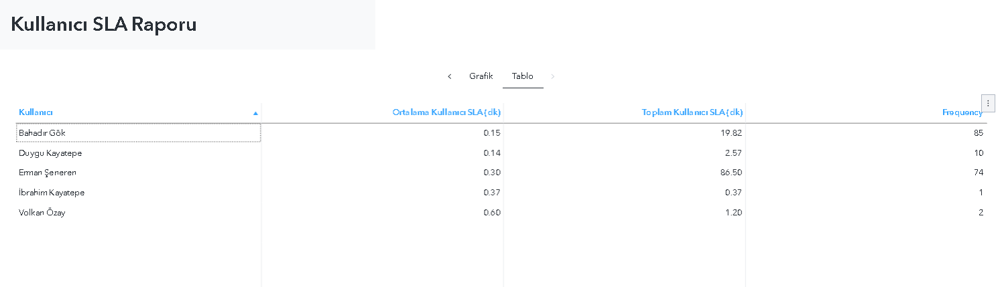 Kullanıcı SLA Raporu
Grafik Tablo
Kullanıcı Ortalama Kullanıcı SLA (dk) Toplam Kullanıcı SLA (dk) Frequency
Bahadır Gök 0.15 19.82 85
Duygu Kayatepe 0.14 2.57 10
Erman Şeneren 0.30 86.50 74
İbrahim Kayatepe 0.37 0.37 1
Volkan Özay 0.60 1.20 2